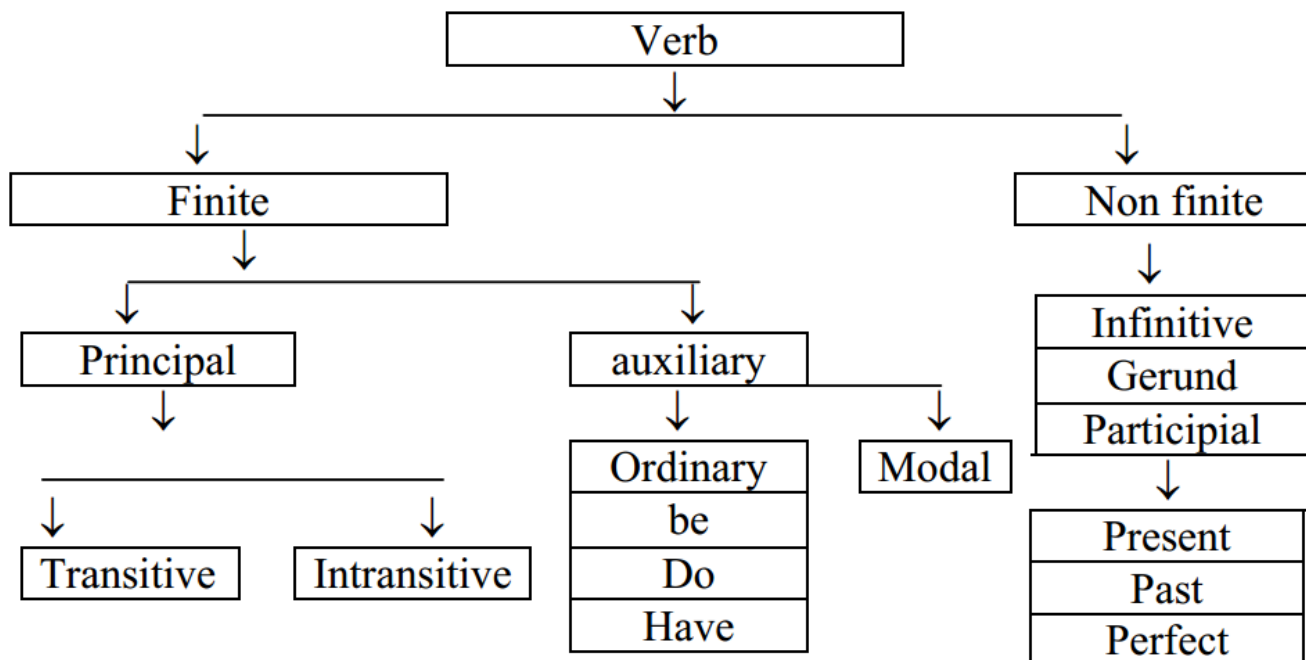 Verb
Finite
Non finite
Principal
auxiliary
Infinitive
Gerund
Participial
Ordinary
be
Do
Have
Modal
Transitive
Intransitive
Present
Past
Perfect